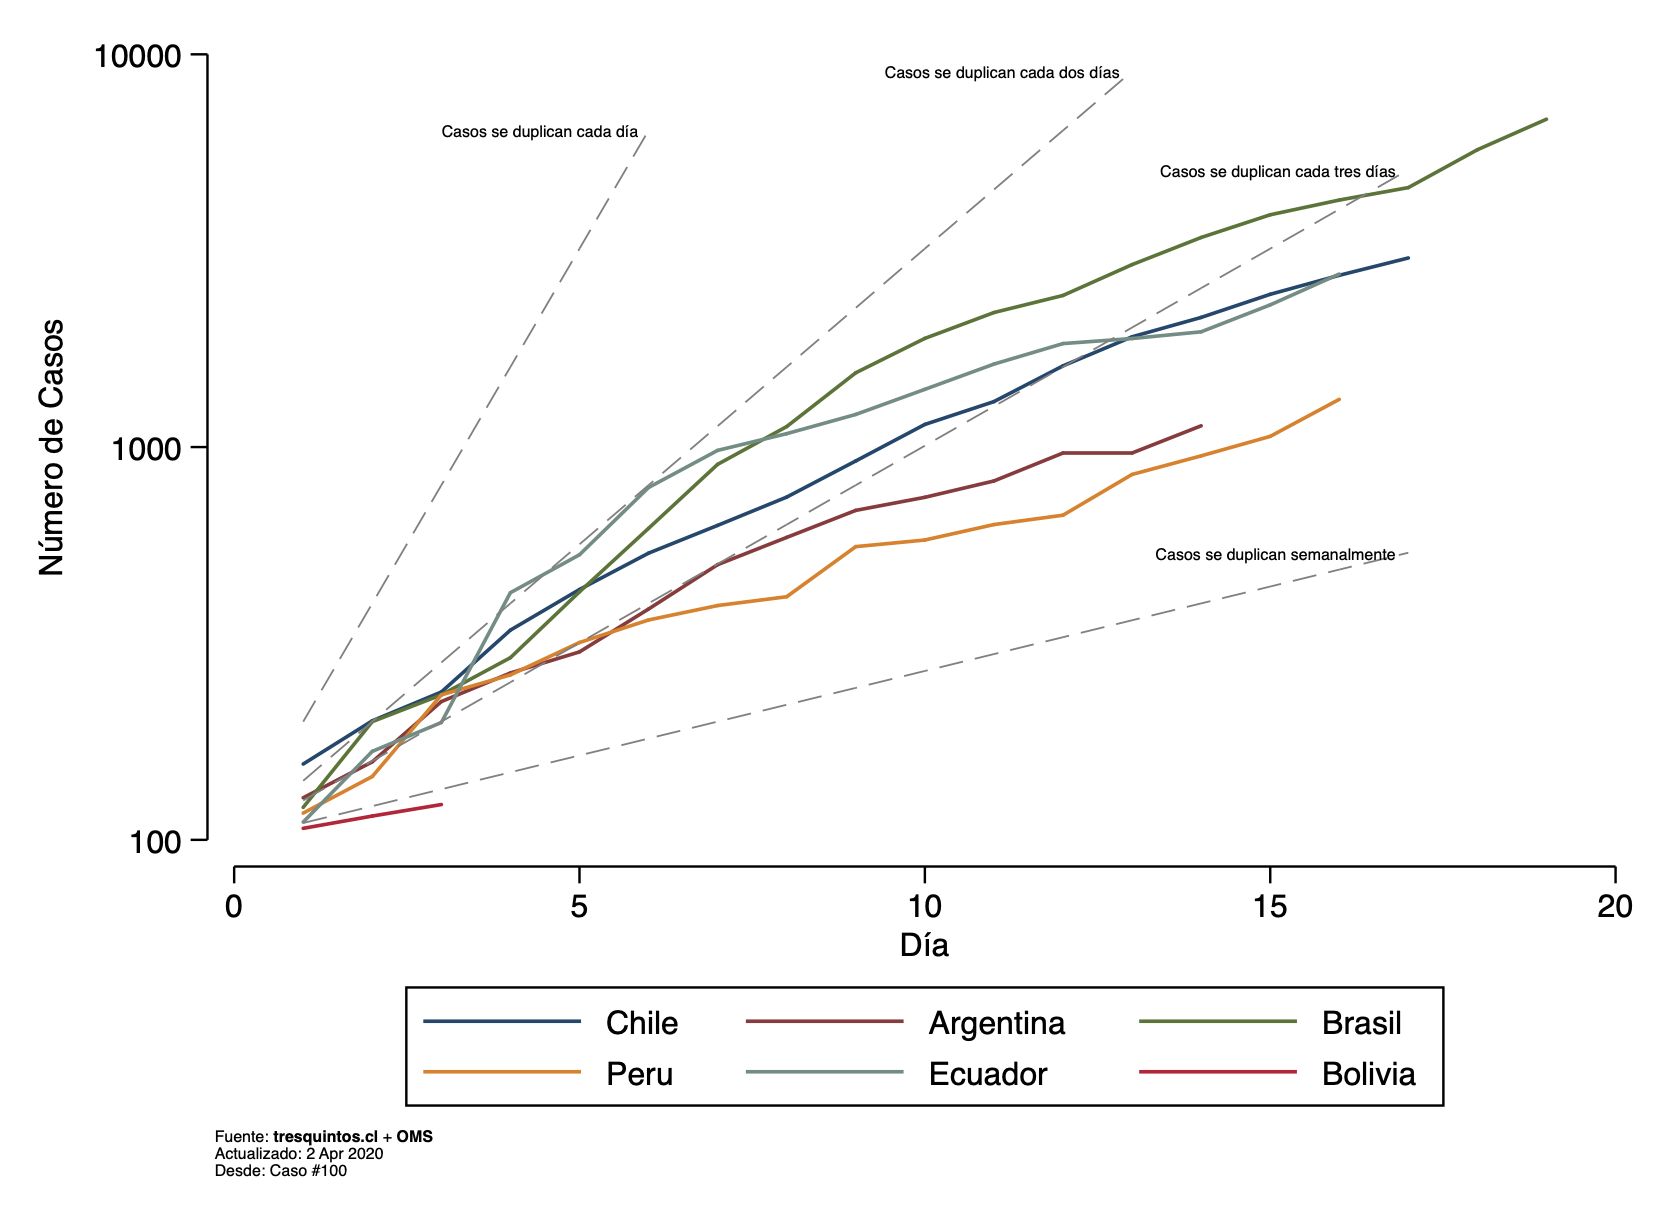 10000
1000
100
Número de Casos
Casos se duplican cada día
Casos se duplican cada dos días
Casos se duplican cada tres días
Casos se duplican semanalmente
0 5 10 15 20
Día
Chile Argentina Brasil
Peru Ecuador Bolivia
Fuente: tresquintos.cl + OMS
Actualizado: 2 Apr 2020
Desde: Caso #100